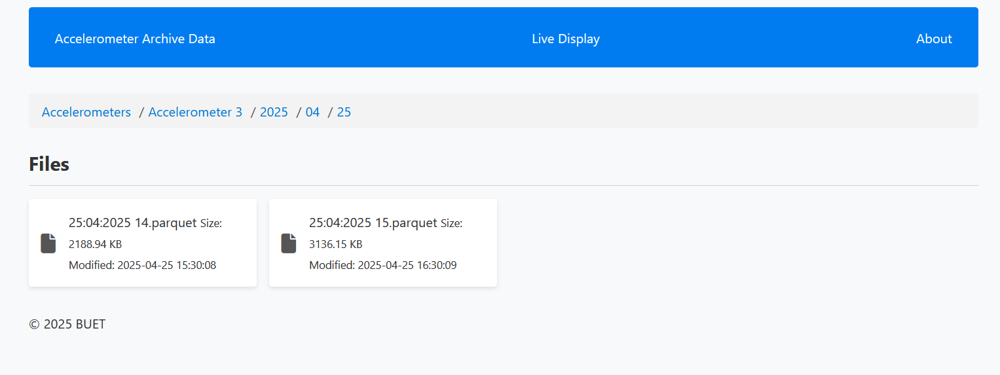 Accelerometer Archive Data Live Display About
Accelerometers / Accelerometer 3 / 2025 / 04 / 25
Files
25:04:2025 14.parquet Size:
2188.94 KB
Modified: 2025-04-25 15:30:08
25:04:2025 15.parquet Size:
3136.15 KB
Modified: 2025-04-25 16:30:09
© 2025 BUET